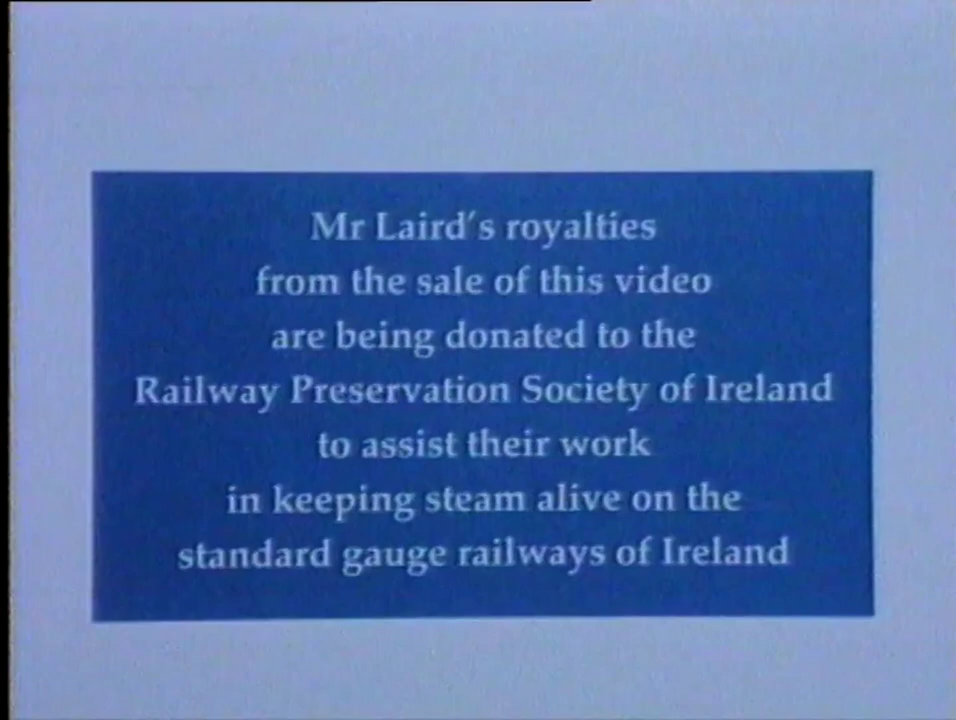 Mr Laird's royalties
from the sale of this video
are being donated to the
Railway Preservation Society of Ireland
to assist their work
in keeping steam alive on the
standard gauge railways of Ireland